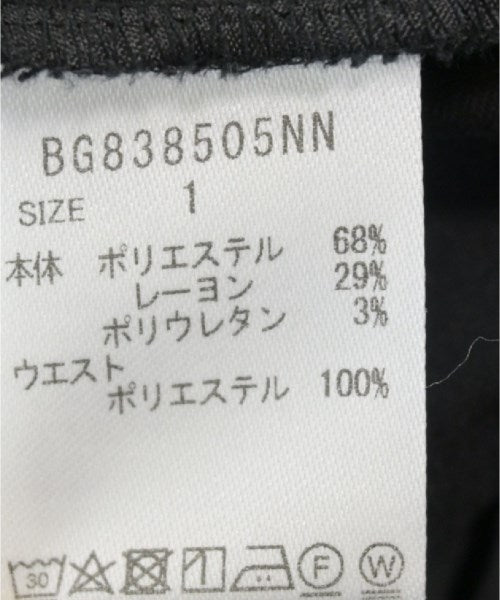 BG838505NN
SIZE 1
本体 ポリエステル 68%
レーヨン 29%
ポリウレタン 3%
ウエスト
ポリエステル 100%
30 F W